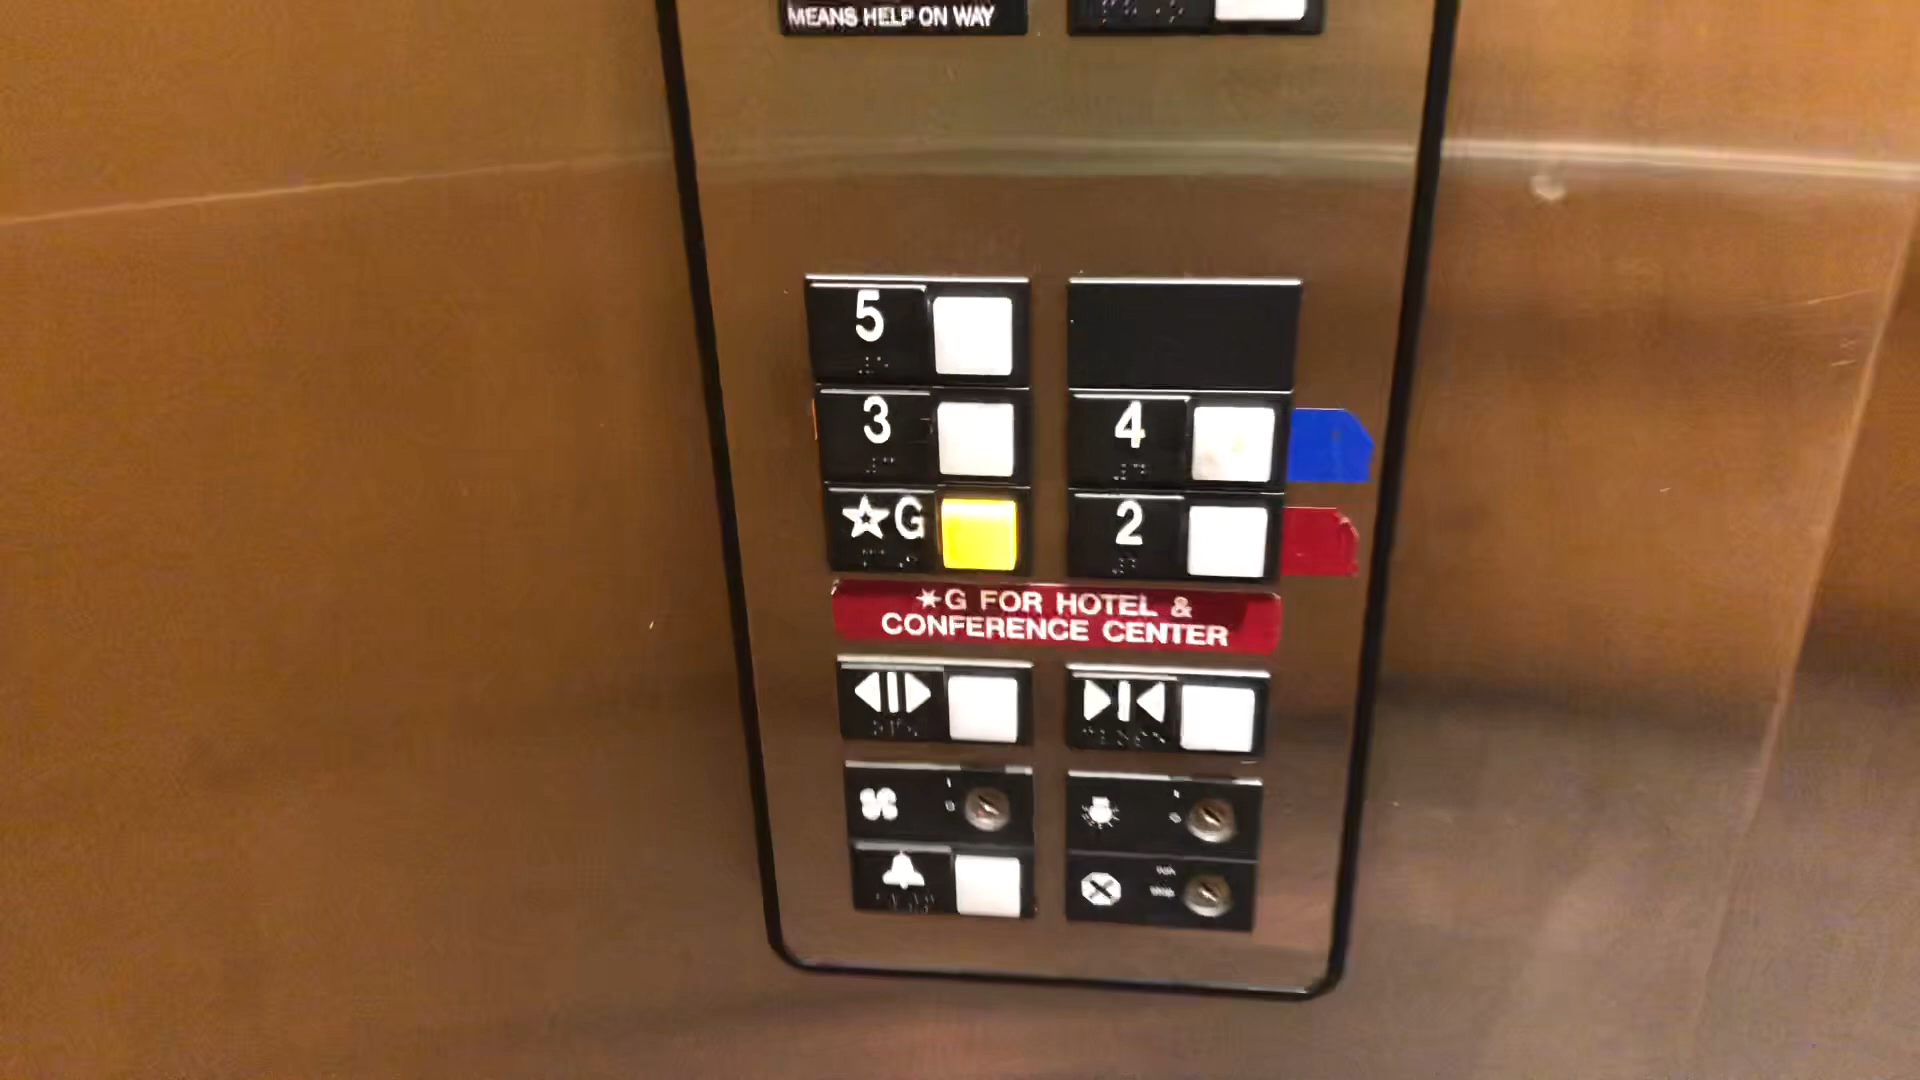 MEANS HELP ON WAY
5
3 4
☆G 2
✶G FOR HOTEL &
CONFERENCE CENTER